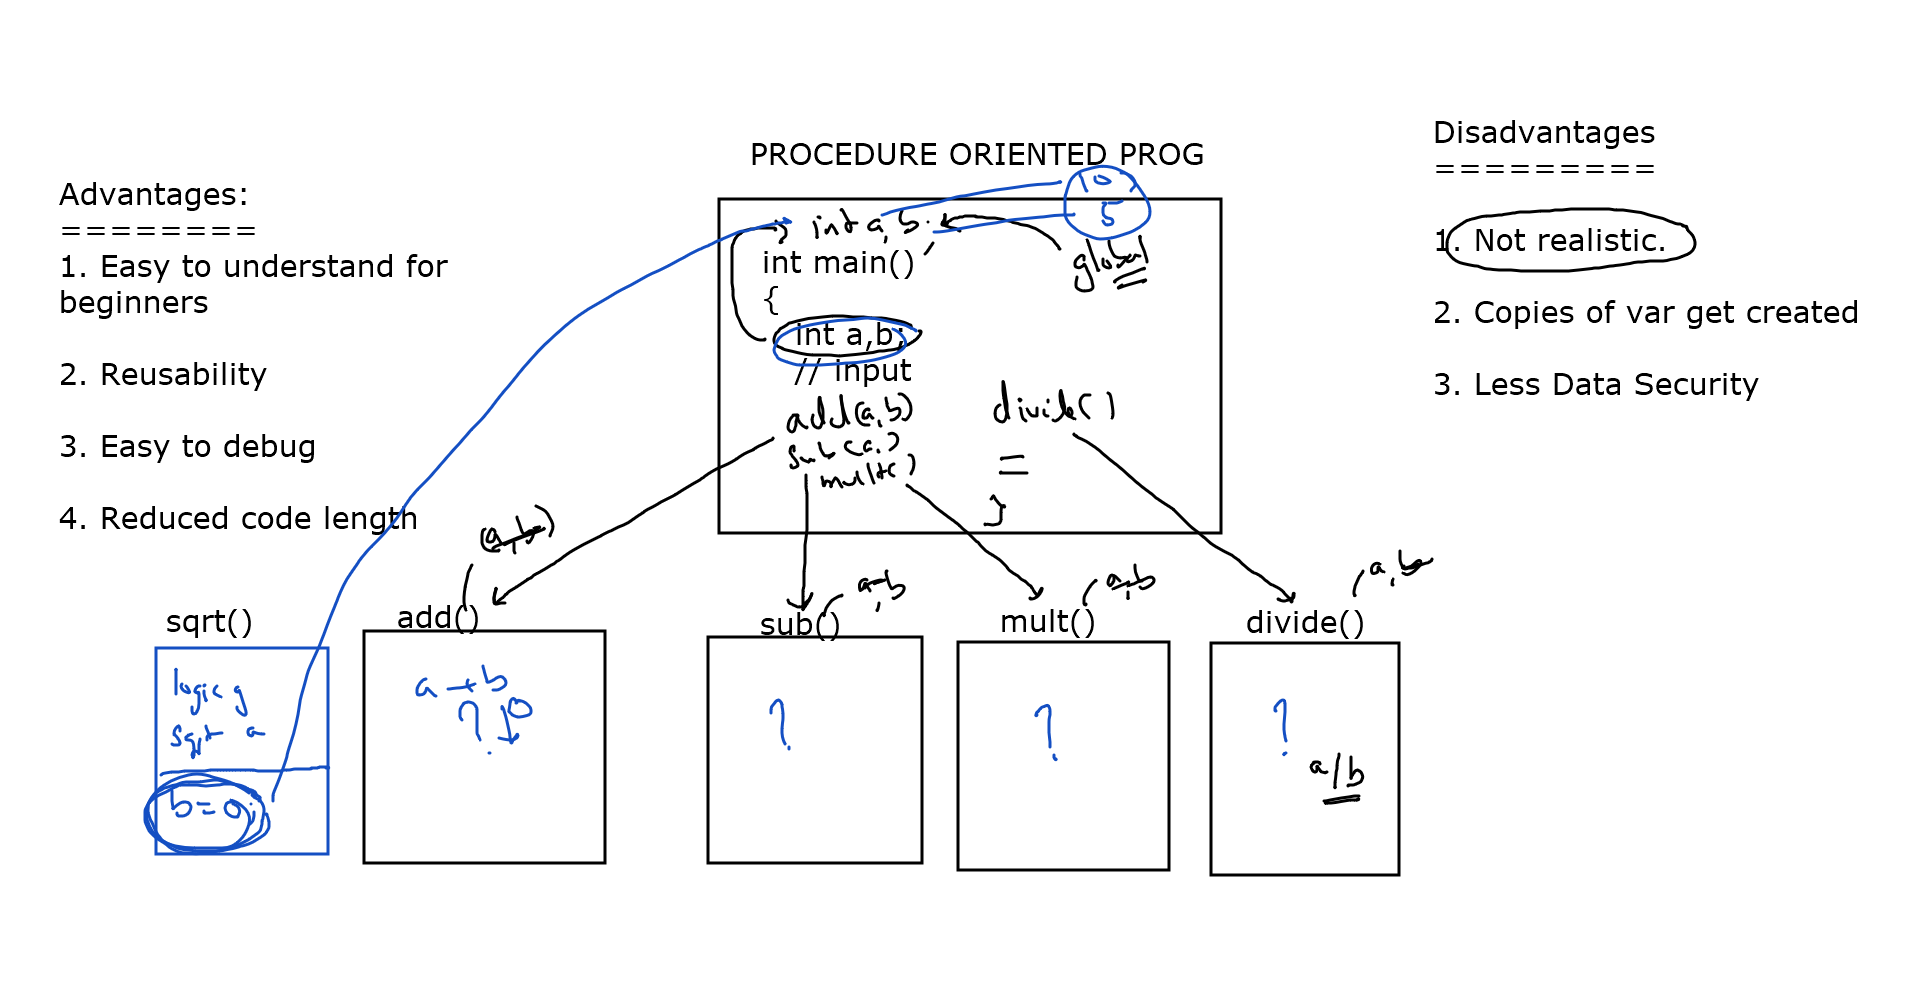 PROCEDURE ORIENTED PROG
Advantages:
========
1. Easy to understand for
beginners
2. Reusability
3. Easy to debug
4. Reduced code length
10
5
int a, b
global
int main()
{
int a,b;
// input
add(a,b)
sub(a,)
mult()
divide()
}
Disadvantages
=========
1. Not realistic.
2. Copies of var get created
3. Less Data Security
sqrt()
logic
sqrt a
b=0;
(a,b)
add()
a+b
?
0
a,b
sub()
?
a,b
mult()
?
a,b
divide()
?
a/b